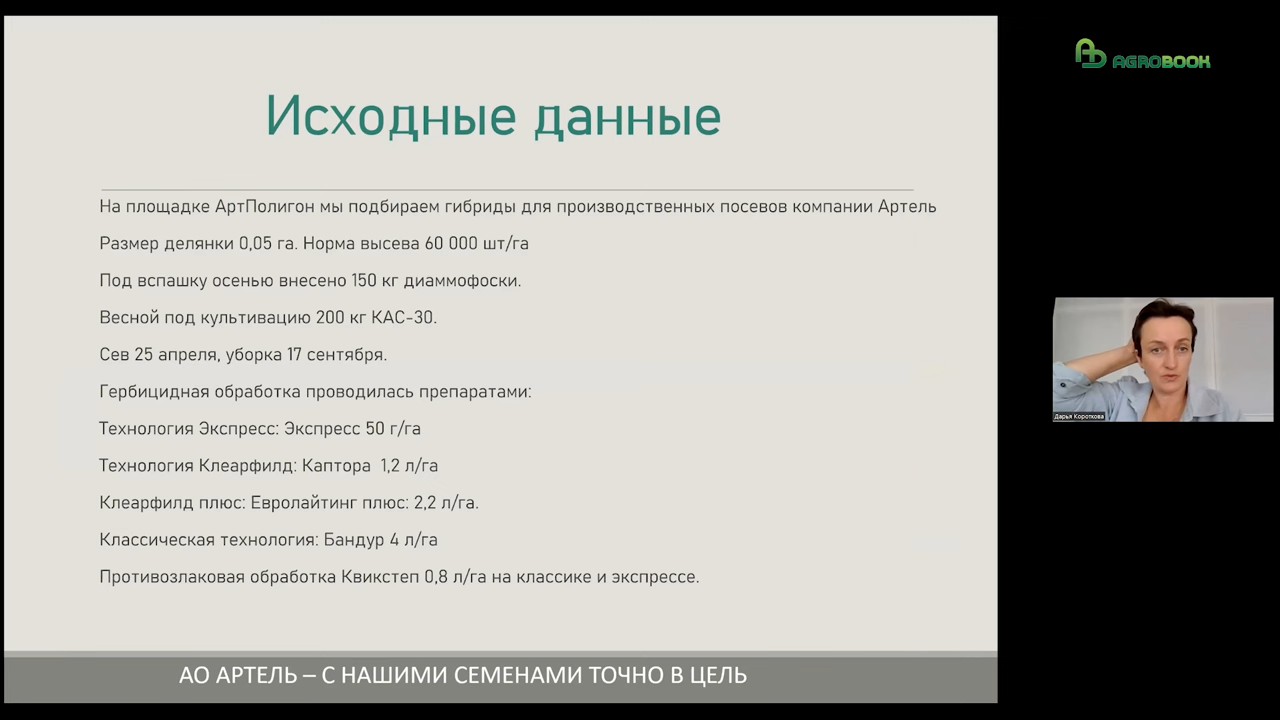 AGROBOOK
Исходные данные
На площадке АртПолигон мы подбираем гибриды для производственных посевов компании Артель
Размер делянки 0,05 га. Норма высева 60 000 шт/га
Под вспашку осенью внесено 150 кг диаммофоски.
Весной под культивацию 200 кг КАС-30.
Сев 25 апреля, уборка 17 сентября.
Гербицидная обработка проводилась препаратами:
Технология Экспресс: Экспресс 50 г/га
Технология Клеарфилд: Каптора 1,2 л/га
Клеарфилд плюс: Евролайтинг плюс: 2,2 л/га.
Классическая технология: Бандур 4 л/га
Противозлаковая обработка Квикстеп 0,8 л/га на классике и экспрессе.
Дарья Короткова
АО АРТЕЛЬ – С НАШИМИ СЕМЕНАМИ ТОЧНО В ЦЕЛЬ